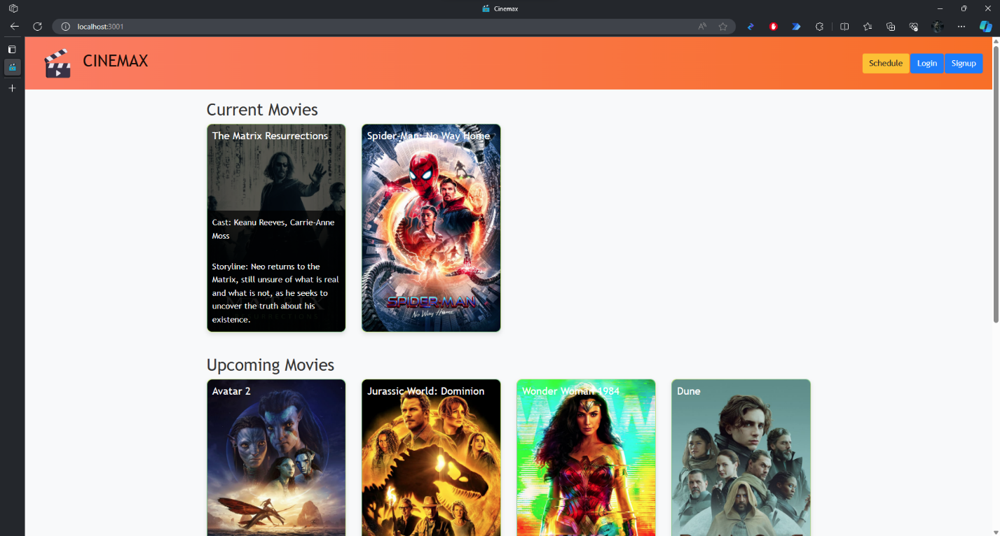 Cinemax
localhost:3001
CINEMAX
Schedule
Login
Signup
Current Movies
The Matrix Resurrections
Cast: Keanu Reeves, Carrie-Anne
Moss
Storyline: Neo returns to the
Matrix, still unsure of what is real
and what is not, as he seeks to
uncover the truth about his
existence.
Spider-Man: No Way Home
SPIDER-MAN
No Way Home
Upcoming Movies
Avatar 2
Jurassic World: Dominion
Wonder Woman 1984
Dune